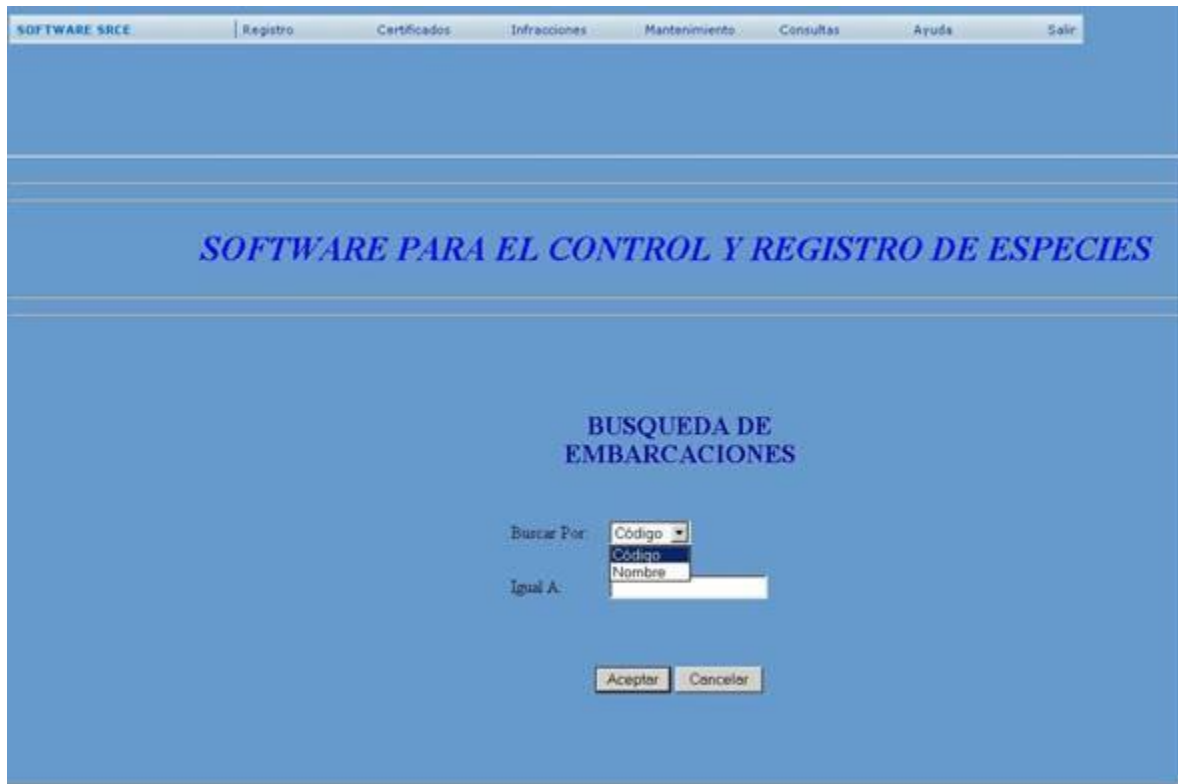 SOFTWARE SRCE Registro Certificados Infracciones Mantenimiento Consultas Ayuda Salir
SOFTWARE PARA EL CONTROL Y REGISTRO DE ESPECIES
BUSQUEDA DE
EMBARCACIONES
Buscar Por: Código
Código
Nombre
Igual A:
Aceptar Cancelar